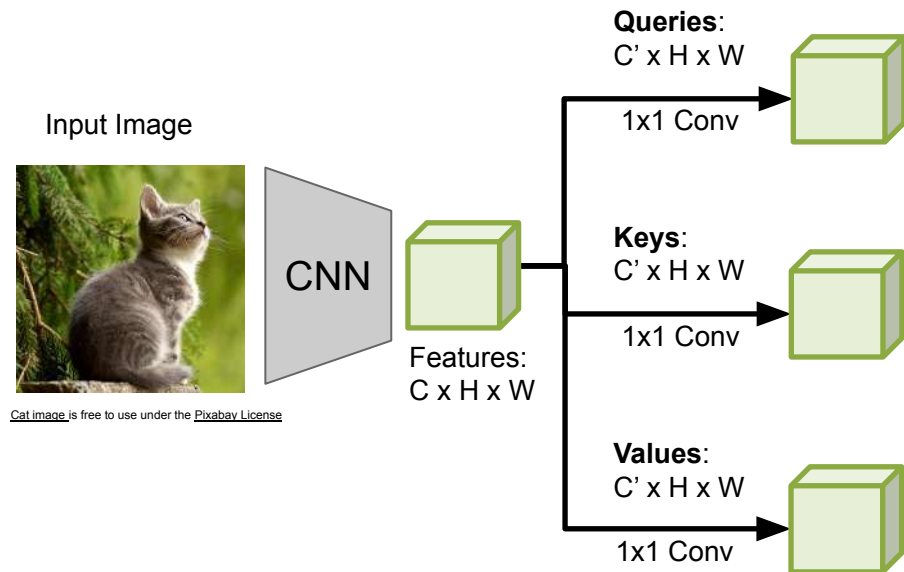 Input Image
Cat image is free to use under the Pixabay License
CNN
Features:
C x H x W
Queries:
C’ x H x W
1x1 Conv
Keys:
C’ x H x W
1x1 Conv
Values:
C’ x H x W
1x1 Conv